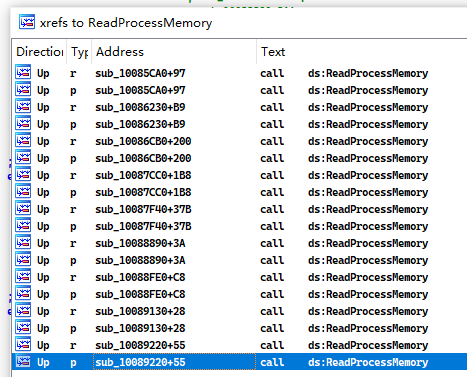 xrefs to ReadProcessMemory
Direction Typ Address Text
Up r sub_10085CA0+97 call ds:ReadProcessMemory
Up p sub_10085CA0+97 call ds:ReadProcessMemory
Up r sub_10086230+B9 call ds:ReadProcessMemory
Up p sub_10086230+B9 call ds:ReadProcessMemory
Up r sub_10086CB0+200 call ds:ReadProcessMemory
Up p sub_10086CB0+200 call ds:ReadProcessMemory
Up r sub_10087CC0+1B8 call ds:ReadProcessMemory
Up p sub_10087CC0+1B8 call ds:ReadProcessMemory
Up r sub_10087F40+37B call ds:ReadProcessMemory
Up p sub_10087F40+37B call ds:ReadProcessMemory
Up r sub_10088890+3A call ds:ReadProcessMemory
Up p sub_10088890+3A call ds:ReadProcessMemory
Up r sub_10088FE0+C8 call ds:ReadProcessMemory
Up p sub_10088FE0+C8 call ds:ReadProcessMemory
Up r sub_10089130+28 call ds:ReadProcessMemory
Up p sub_10089130+28 call ds:ReadProcessMemory
Up r sub_10089220+55 call ds:ReadProcessMemory
Up p sub_10089220+55 call ds:ReadProcessMemory